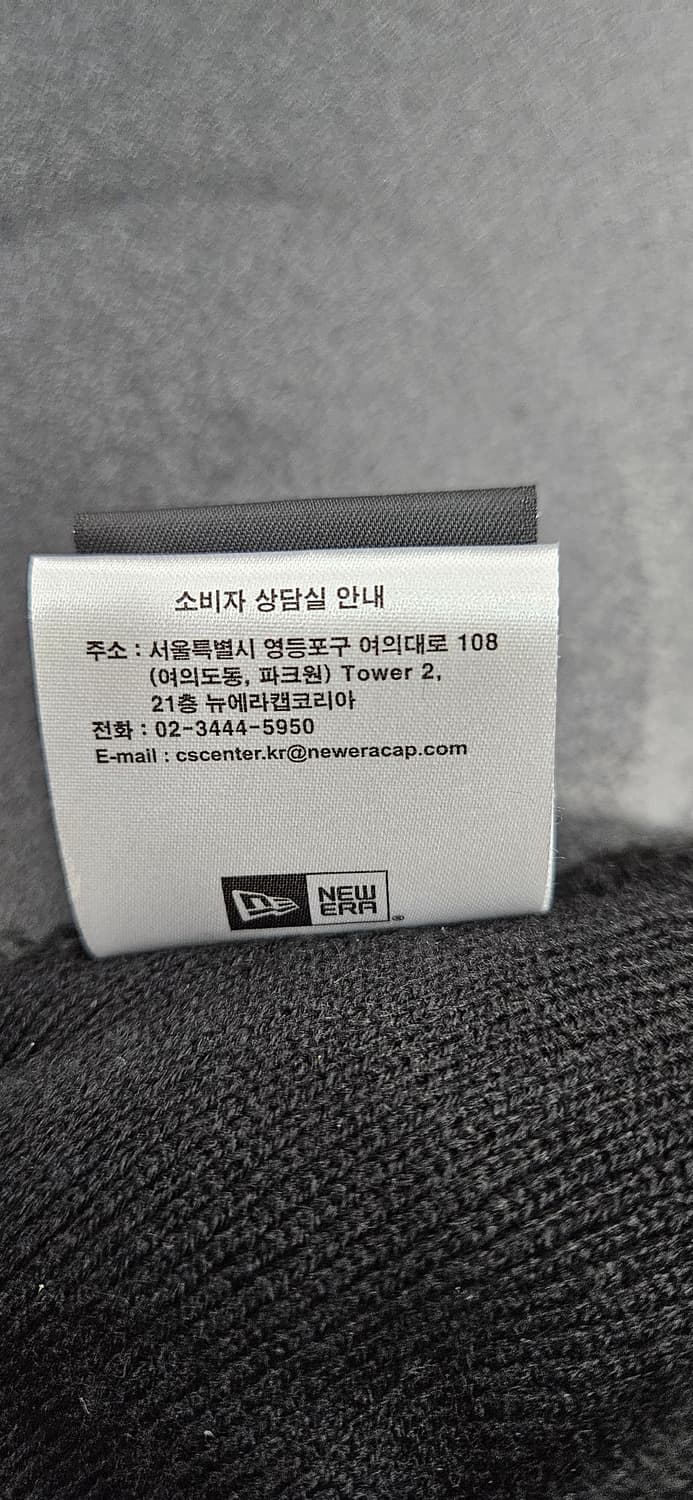 소비자 상담실 안내
주소 : 서울특별시 영등포구 여의대로 108
(여의도동, 파크원) Tower 2,
21층 뉴에라캡코리아
전화 : 02-3444-5950
E-mail : cscenter.kr@neweracap.com
NEW
ERA
®